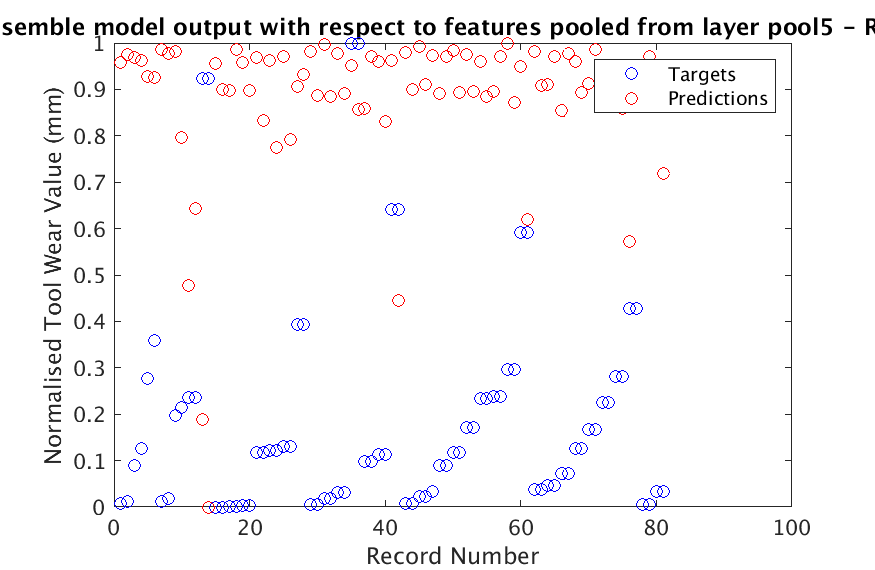 semble model output with respect to features pooled from layer pool5 - R
Normalised Tool Wear Value (mm)
1
0.9
0.8
0.7
0.6
0.5
0.4
0.3
0.2
0.1
0
Targets
Predictions
0 20 40 60 80 100
Record Number